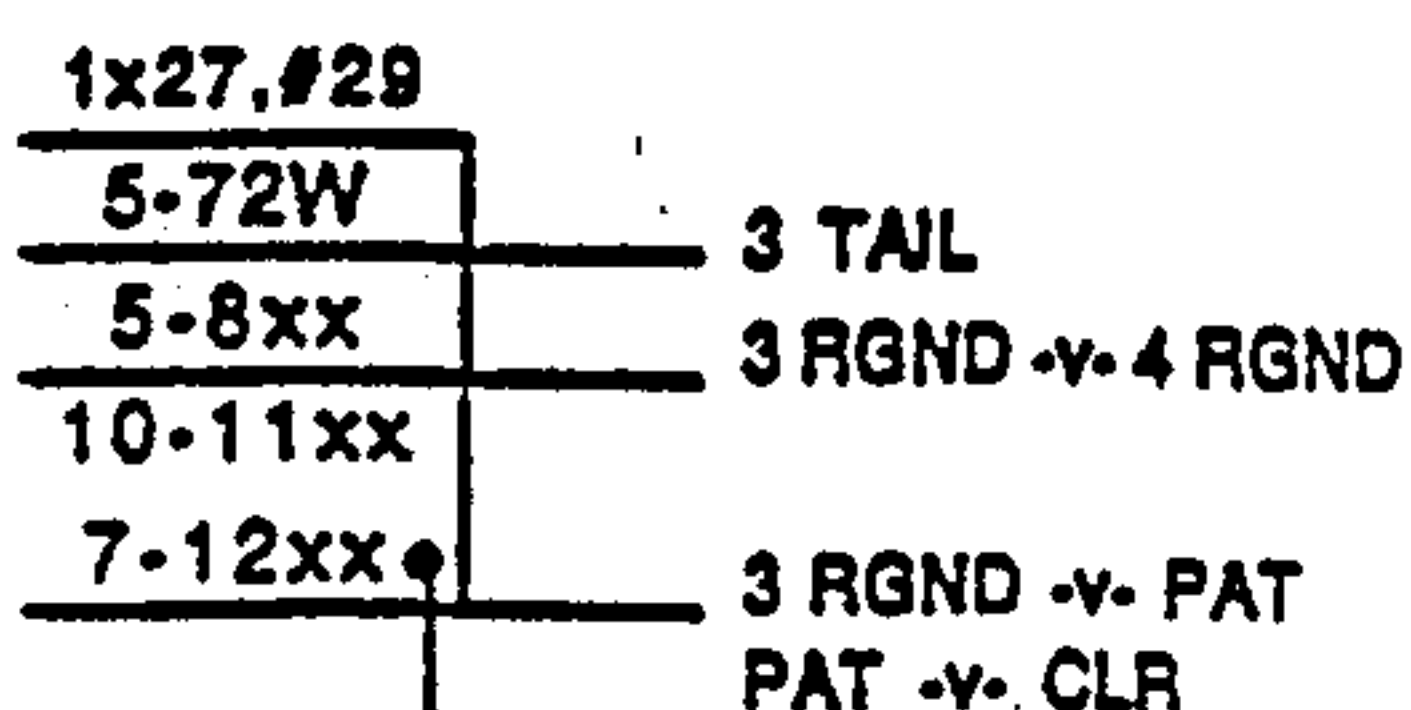 1x27,#29
5-72W
3 TAIL
5-8xx
3 RGND -v- 4 RGND
10-11xx
7-12xx
3 RGND -v- PAT
PAT -v- CLR